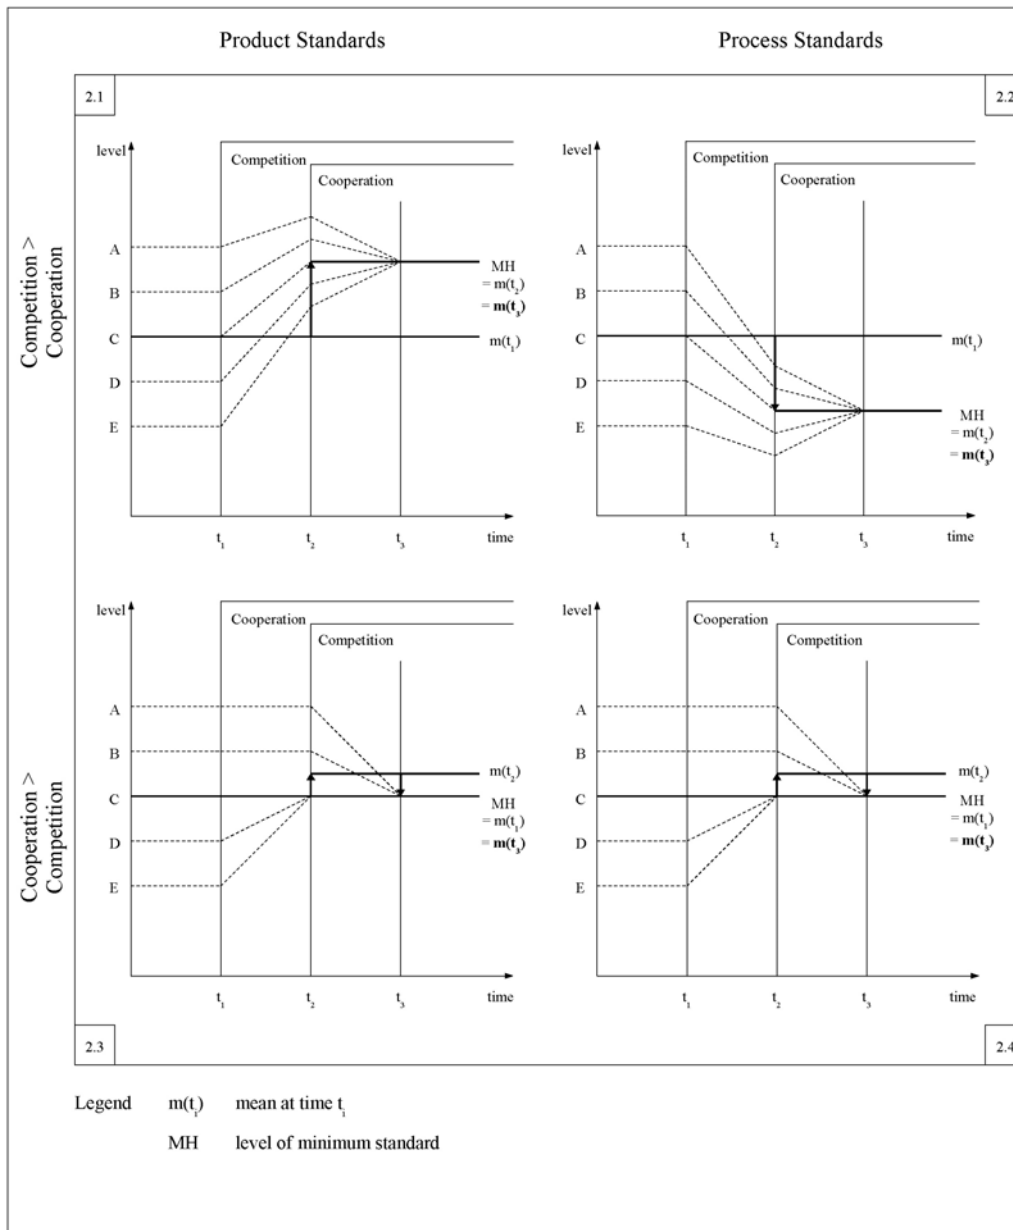 Product Standards
Process Standards
2.1
2.2
Competition >
Cooperation
level
Competition
Cooperation
A
B
C
D
E
MH
= m(t₂)
= m(t₃)
m(t₁)
t₁
t₂
t₃
time
level
Competition
Cooperation
A
B
C
D
E
m(t₁)
MH
= m(t₂)
= m(t₃)
t₁
t₂
t₃
time
Cooperation >
Competition
level
Cooperation
Competition
A
B
C
D
E
m(t₂)
MH
= m(t₁)
= m(t₃)
t₁
t₂
t₃
time
level
Cooperation
Competition
A
B
C
D
E
m(t₂)
MH
= m(t₁)
= m(t₃)
t₁
t₂
t₃
time
2.3
2.4
Legend m(tᵢ) mean at time tᵢ
MH level of minimum standard